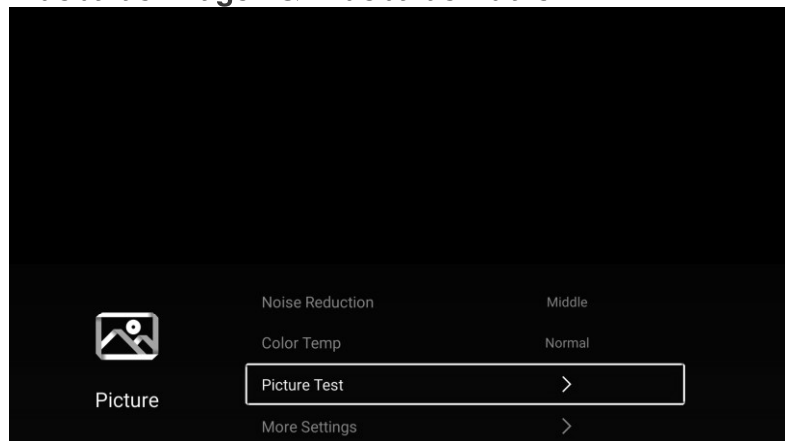 Noise Reduction Middle
Color Temp Normal
Picture Test >
Picture
More Settings >